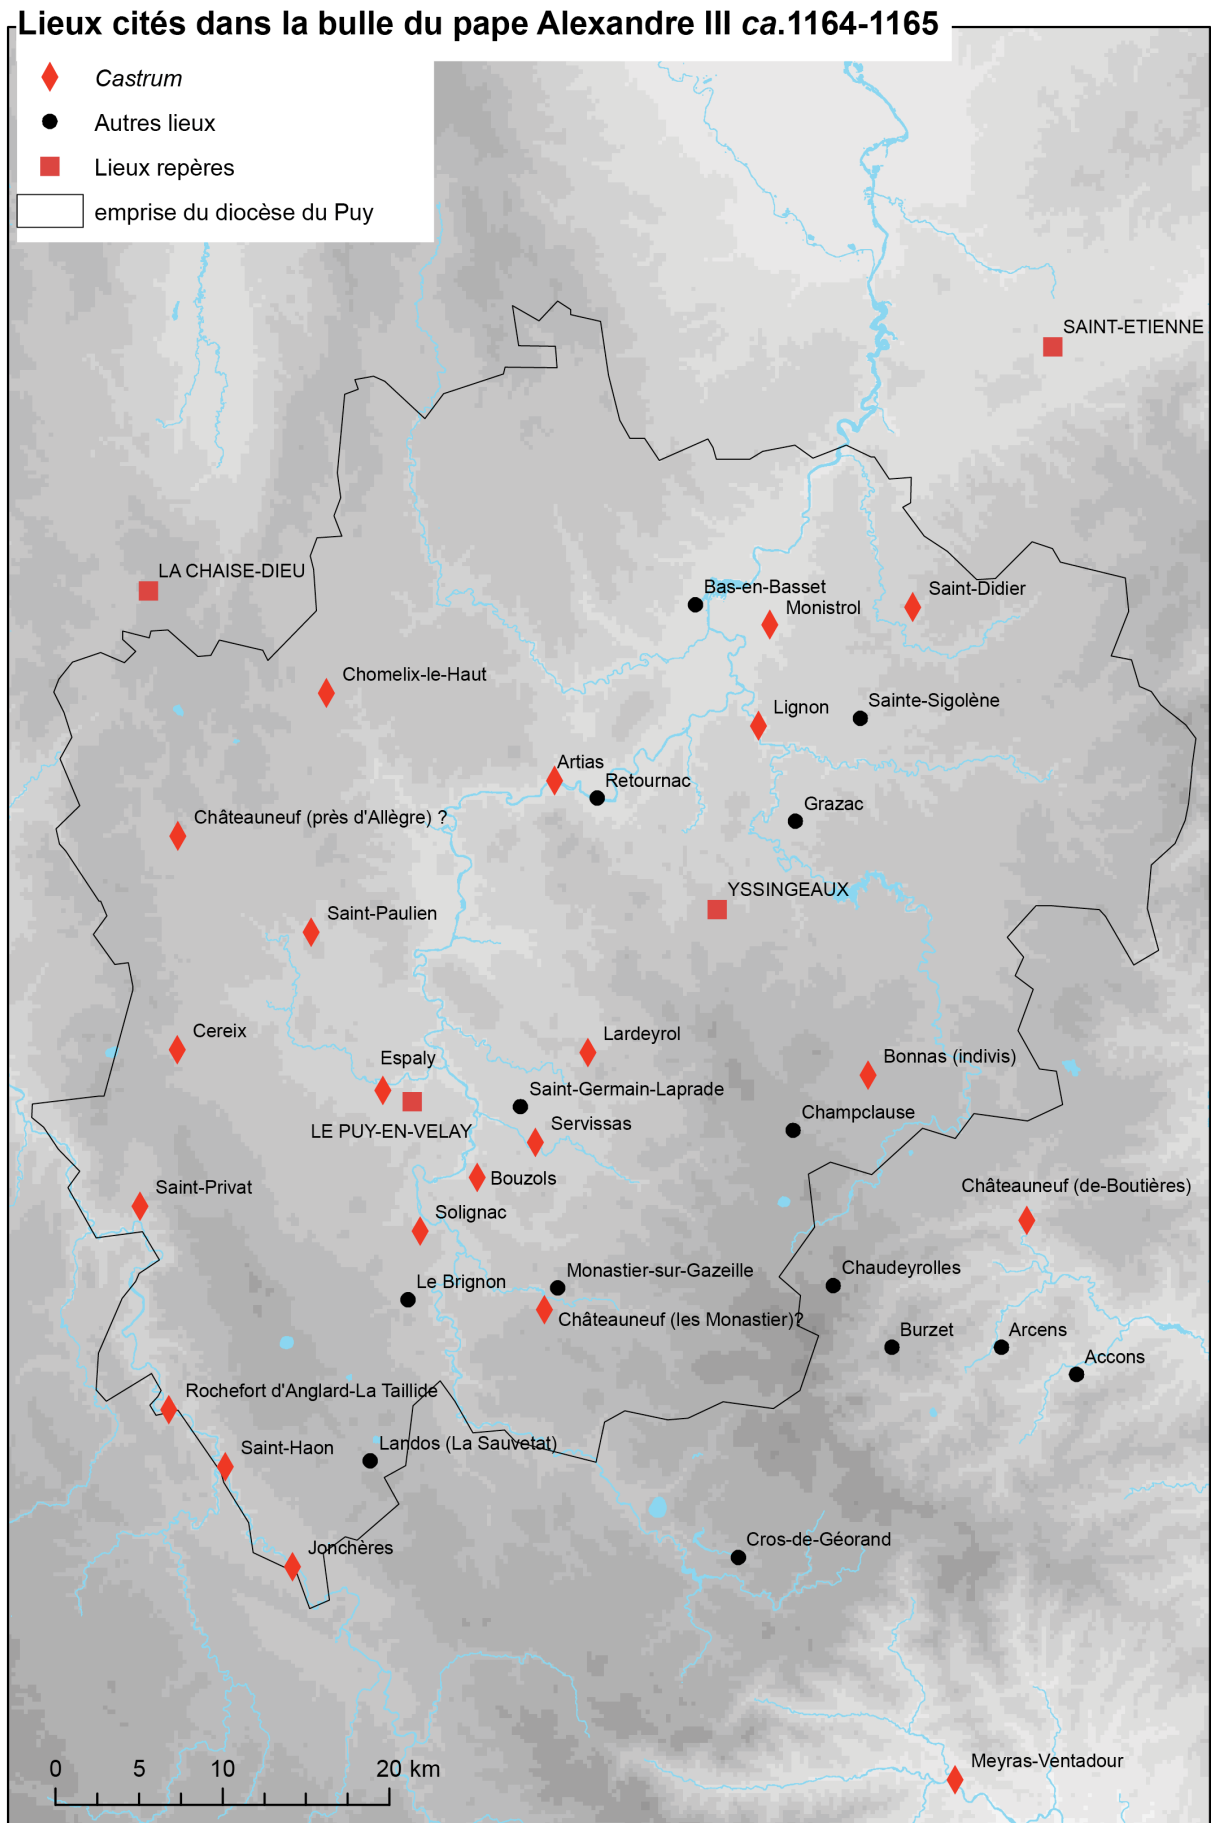 Lieux cités dans la bulle du pape Alexandre III ca.1164-1165
Castrum
Autres lieux
Lieux repères
emprise du diocèse du Puy
SAINT-ETIENNE
LA CHAISE-DIEU
Bas-en-Basset
Saint-Didier
Monistrol
Chomelix-le-Haut
Sainte-Sigolène
Lignon
Artias
Retournac
Grazac
Châteauneuf (près d'Allègre) ?
YSSINGEAUX
Saint-Paulien
Cereix
Lardeyrol
Espaly
Bonnas (indivis)
Saint-Germain-Laprade
Champclause
Servissas
LE PUY-EN-VELAY
Bouzols
Saint-Privat
Châteauneuf (de-Boutières)
Solignac
Chaudeyrolles
Monastier-sur-Gazeille
Le Brignon
Châteauneuf (les Monastier)?
Burzet
Arcens
Accons
Rochefort d'Anglard-La Taillide
Landos (La Sauvetat)
Saint-Haon
Cros-de-Géorand
Jonchères
Meyras-Ventadour
0 5 10 20 km